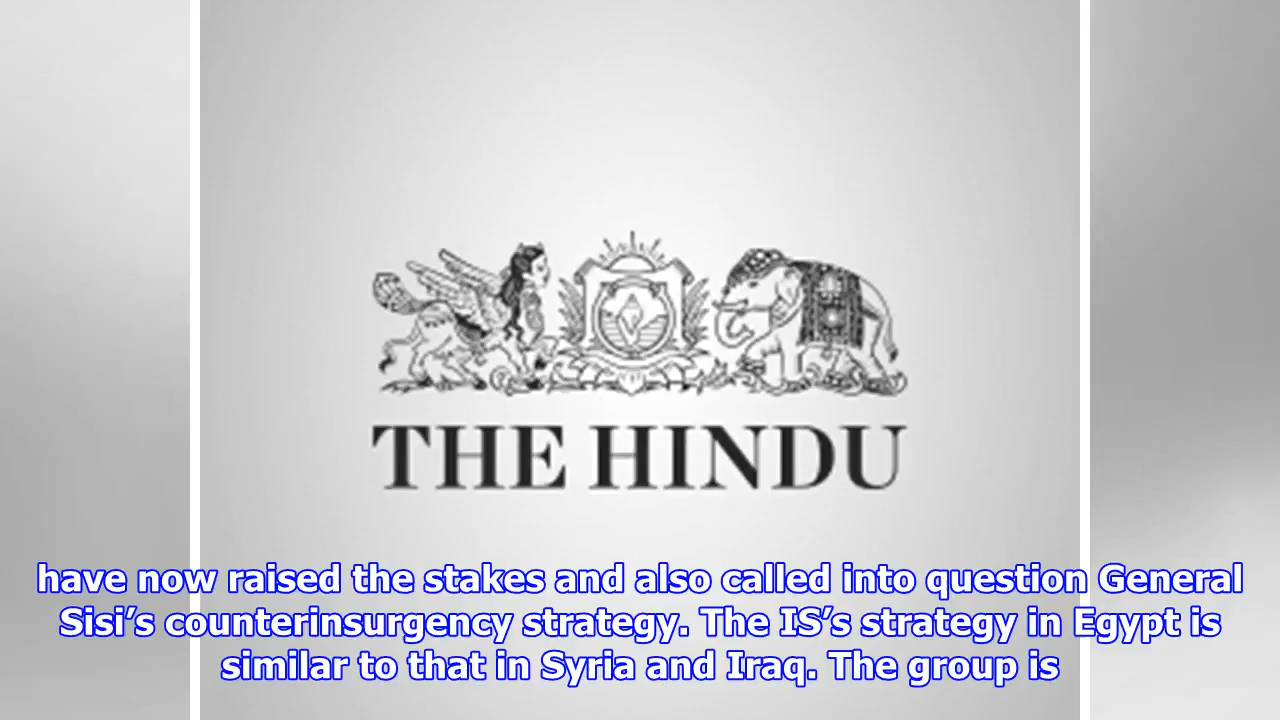 THE HINDU
have now raised the stakes and also called into question General
Sisi’s counterinsurgency strategy. The IS’s strategy in Egypt is
similar to that in Syria and Iraq. The group is